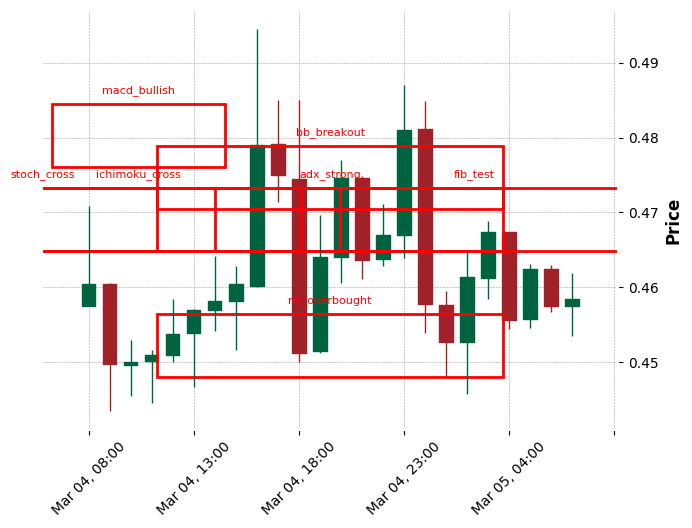 0.49
macd_bullish
0.48
bb_breakout
stoch_cross
ichimoku_cross
adx_strong
fib_test
0.47
0.46
0.45
Price
Mar 04, 08:00
Mar 04, 13:00
Mar 04, 18:00
Mar 04, 23:00
Mar 05, 04:00